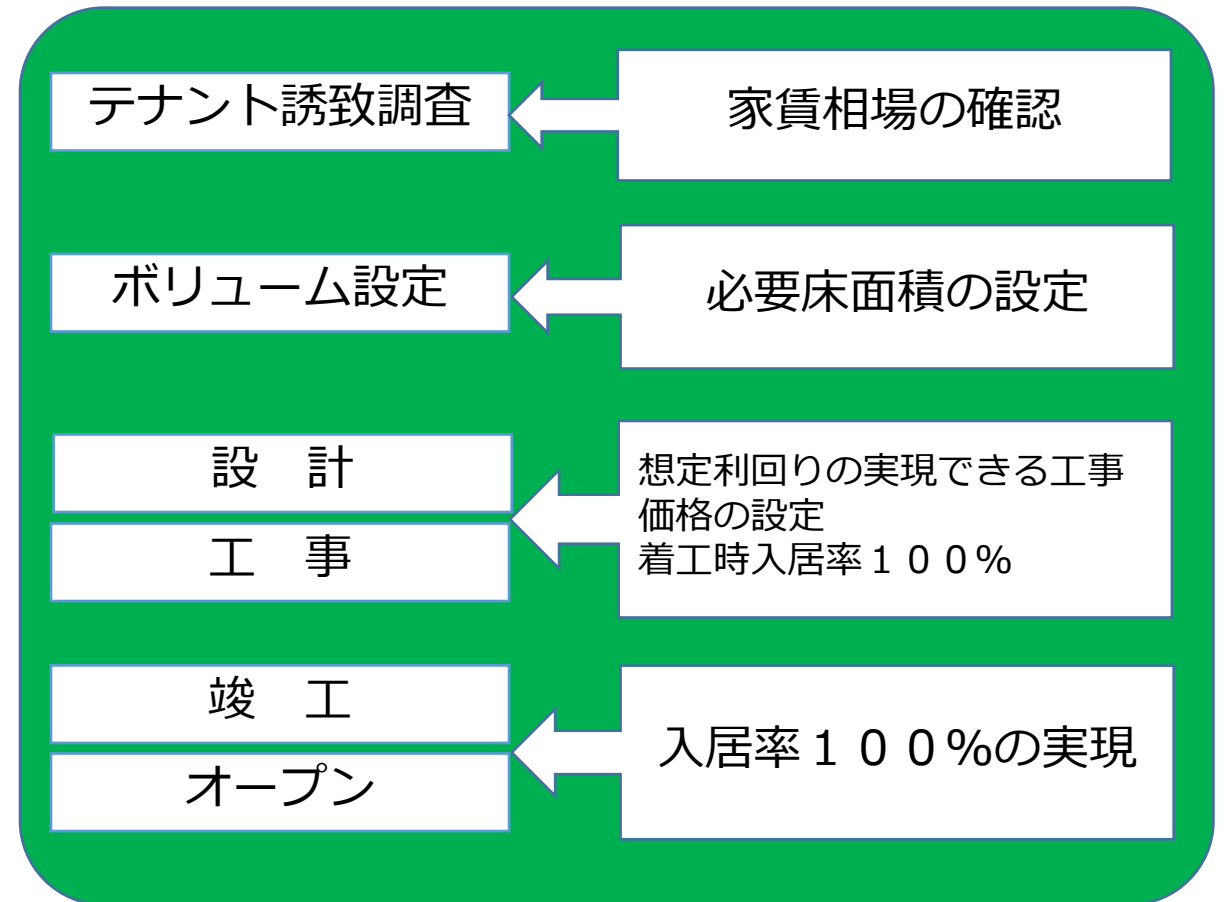 テナント誘致調査
家賃相場の確認
ボリューム設定
必要床面積の設定
設　計
工　事
想定利回りの実現できる工事
価格の設定
着工時入居率１００％
竣　工
オープン
入居率１００％の実現